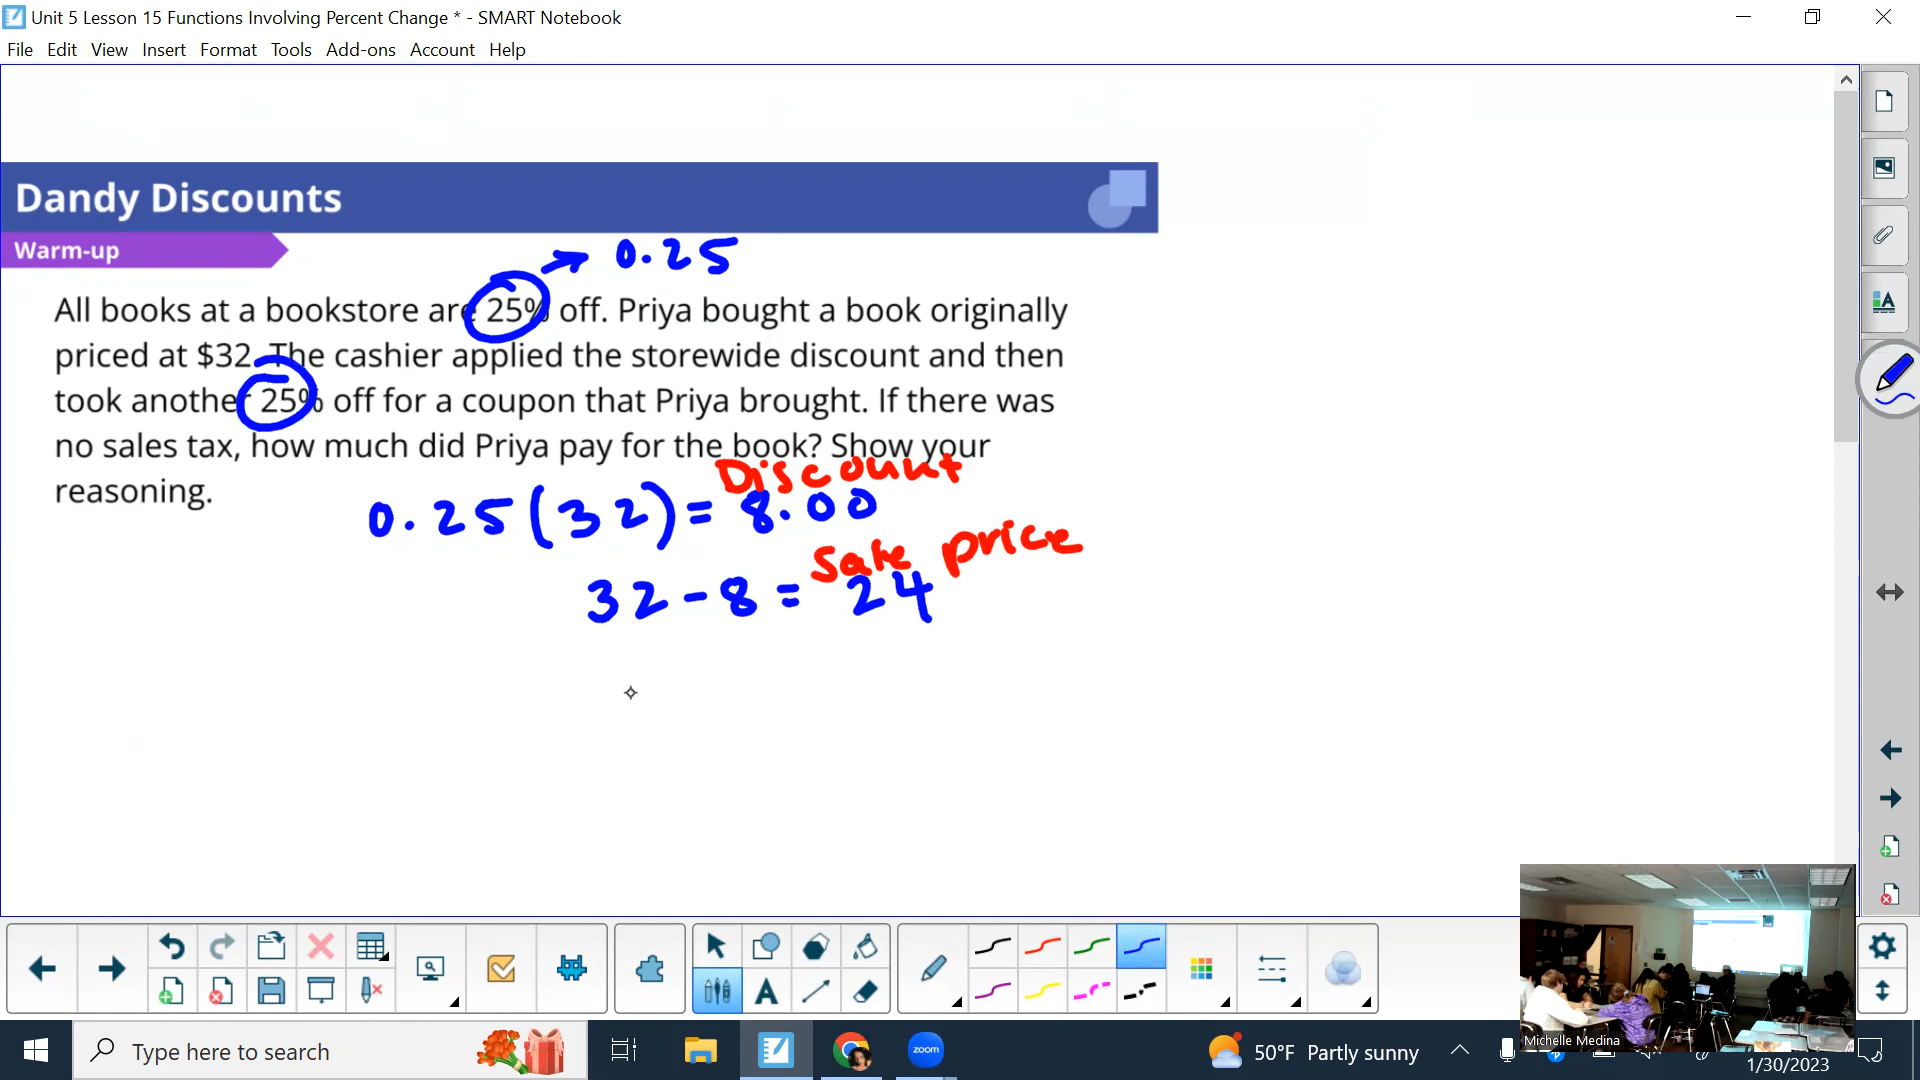 Unit 5 Lesson 15 Functions Involving Percent Change * - SMART Notebook
File Edit View Insert Format Tools Add-ons Account Help
Dandy Discounts
Warm-up
→ 0.25
All books at a bookstore are 25% off. Priya bought a book originally
priced at $32. The cashier applied the storewide discount and then
took another 25% off for a coupon that Priya brought. If there was
no sales tax, how much did Priya pay for the book? Show your
reasoning.
Discount
0.25(32) = 8.00
Sale price
32 - 8 = 24
Michelle Medina
Type here to search
zoom
50°F Partly sunny
1/30/2023